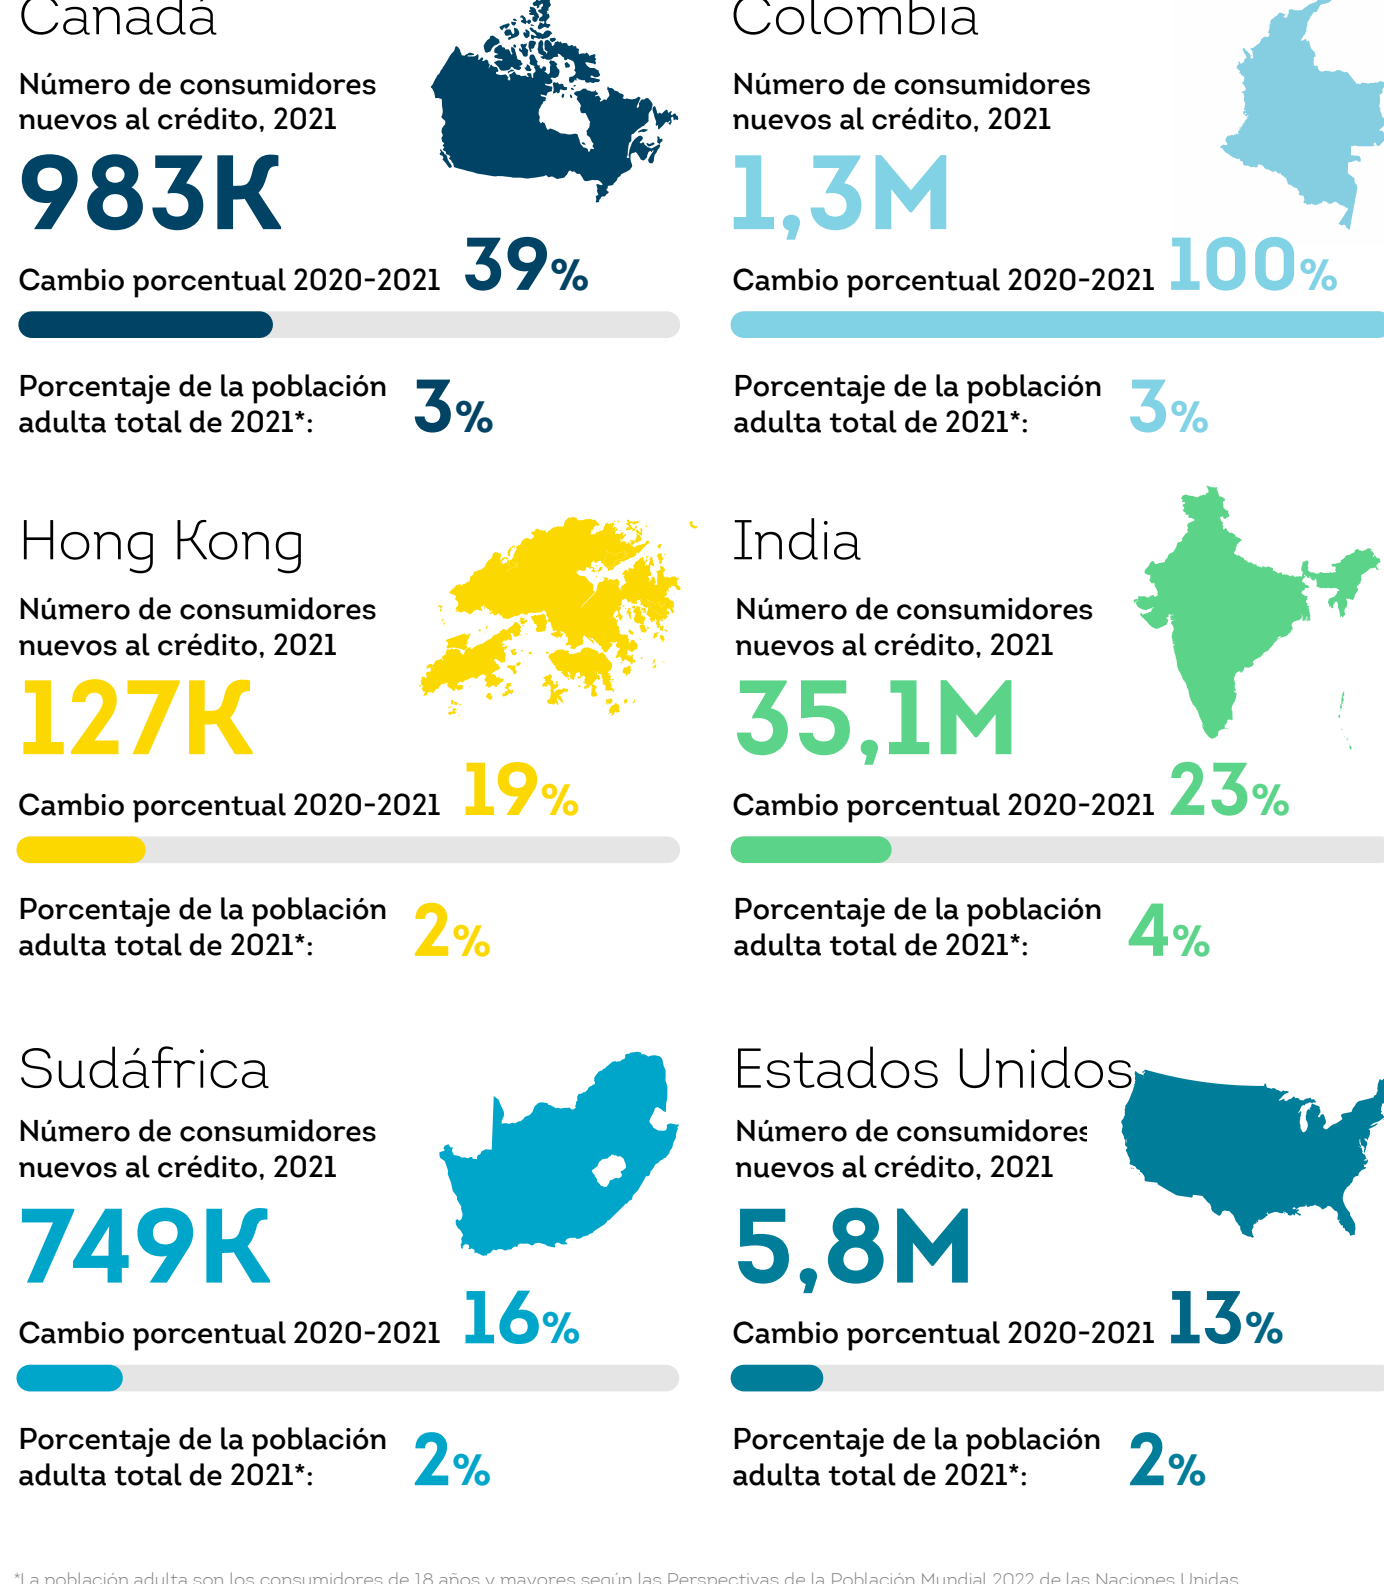 Canadá
Número de consumidores
nuevos al crédito, 2021
983K
Cambio porcentual 2020-2021 39%
Porcentaje de la población
adulta total de 2021*: 3%
Colombia
Número de consumidores
nuevos al crédito, 2021
1,3M
Cambio porcentual 2020-2021 100%
Porcentaje de la población
adulta total de 2021*: 3%
Hong Kong
Número de consumidores
nuevos al crédito, 2021
127K
Cambio porcentual 2020-2021 19%
Porcentaje de la población
adulta total de 2021*: 2%
India
Número de consumidores
nuevos al crédito, 2021
35,1M
Cambio porcentual 2020-2021 23%
Porcentaje de la población
adulta total de 2021*: 4%
Sudáfrica
Número de consumidores
nuevos al crédito, 2021
749K
Cambio porcentual 2020-2021 16%
Porcentaje de la población
adulta total de 2021*: 2%
Estados Unidos
Número de consumidores
nuevos al crédito, 2021
5,8M
Cambio porcentual 2020-2021 13%
Porcentaje de la población
adulta total de 2021*: 2%
*La población adulta son los consumidores de 18 años y mayores según las Perspectivas de la Población Mundial 2022 de las Naciones Unidas